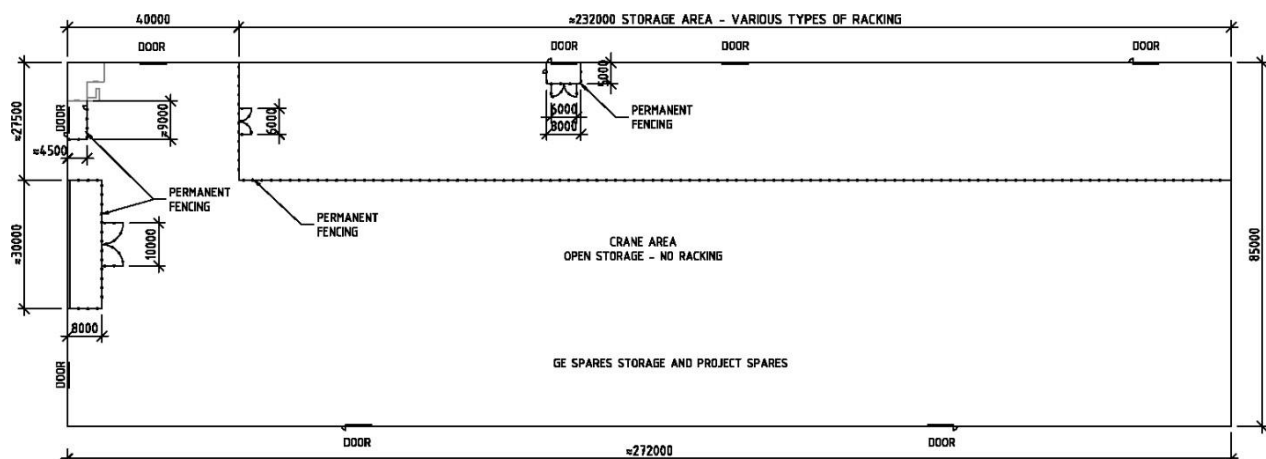 40000
≈232000 STORAGE AREA - VARIOUS TYPES OF RACKING
DOOR
DOOR
DOOR
DOOR
≈27500
DOOR
≈9000
≈4500
6000
5000
6000
8000
PERMANENT
FENCING
PERMANENT
FENCING
PERMANENT
FENCING
≈30000
10000
8000
CRANE AREA
OPEN STORAGE - NO RACKING
85000
GE SPARES STORAGE AND PROJECT SPARES
DOOR
DOOR
DOOR
≈272000